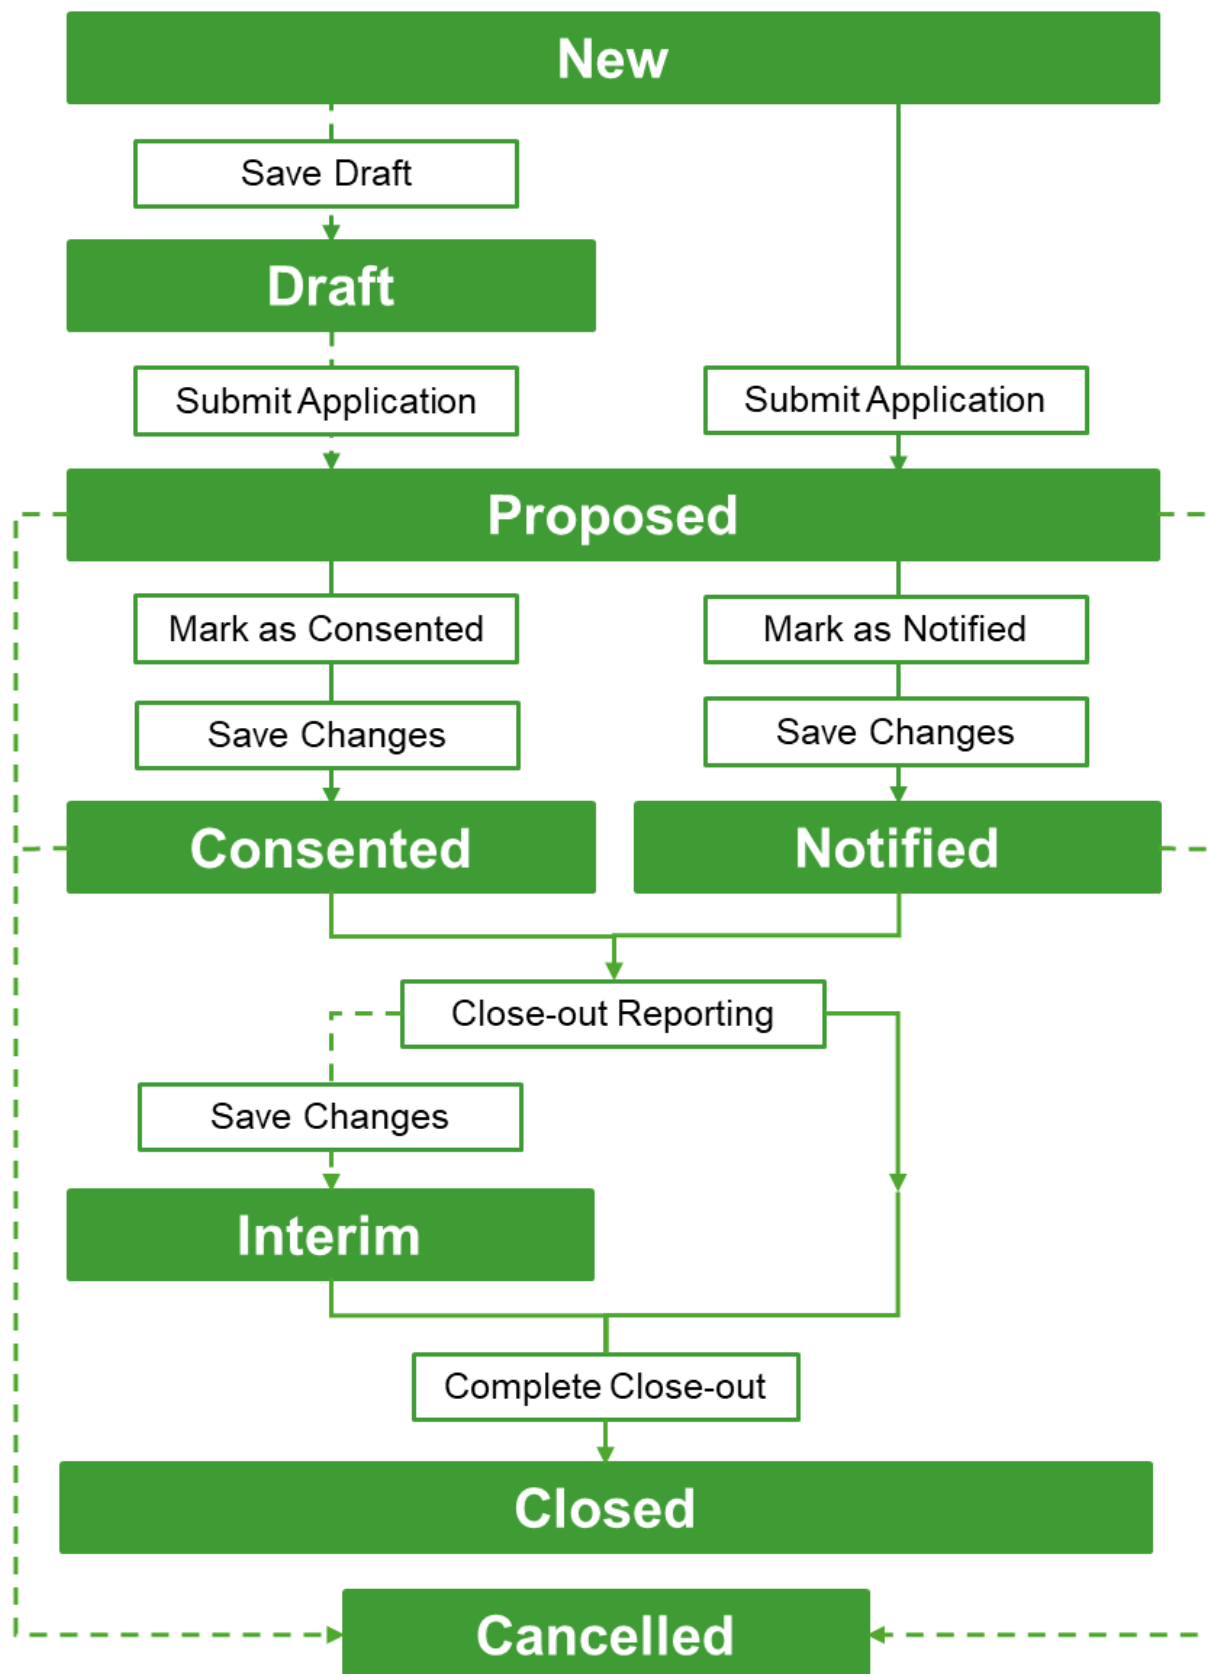 New
Save Draft
Draft
Submit Application
Submit Application
Proposed
Mark as Consented
Mark as Notified
Save Changes
Save Changes
Consented
Notified
Close-out Reporting
Save Changes
Interim
Complete Close-out
Closed
Cancelled